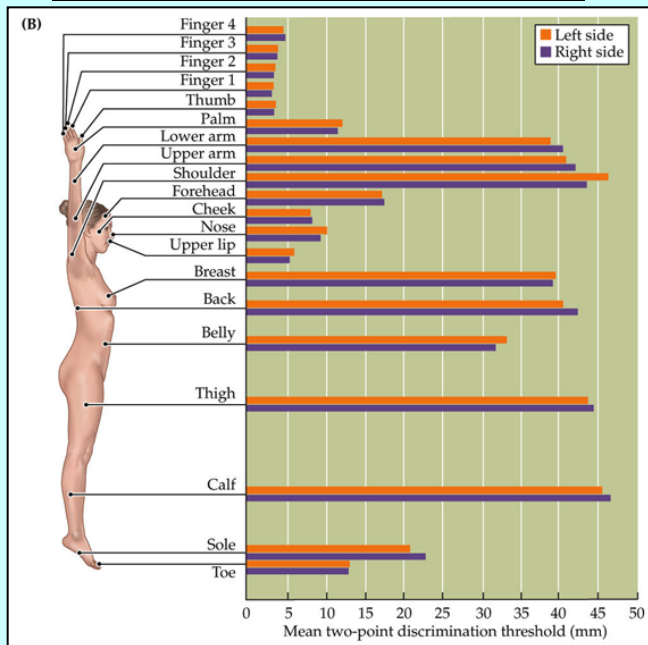 (B)
Finger 4
Finger 3
Finger 2
Finger 1
Thumb
Palm
Lower arm
Upper arm
Shoulder
Forehead
Cheek
Nose
Upper lip
Breast
Back
Belly
Thigh
Calf
Sole
Toe
Left side
Right side
0 5 10 15 20 25 30 35 40 45 50
Mean two-point discrimination threshold (mm)